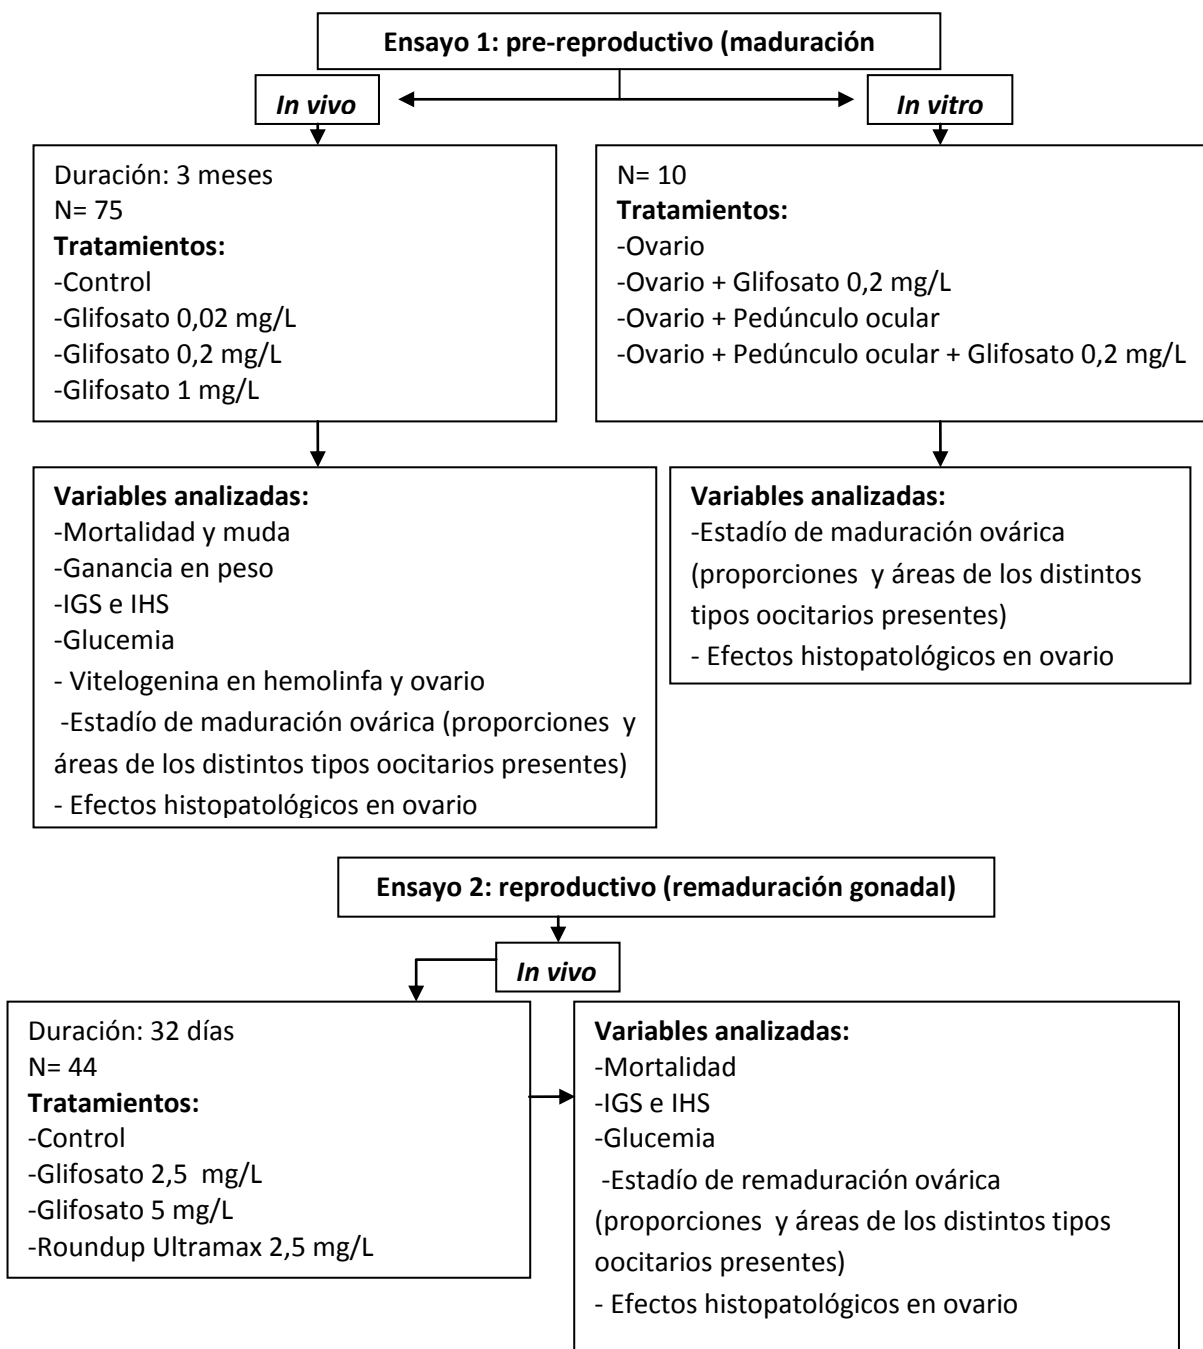 Ensayo 1: pre-reproductivo (maduración
In vivo
In vitro
Duración: 3 meses
N= 75
Tratamientos:
-Control
-Glifosato 0,02 mg/L
-Glifosato 0,2 mg/L
-Glifosato 1 mg/L
N= 10
Tratamientos:
-Ovario
-Ovario + Glifosato 0,2 mg/L
-Ovario + Pedúnculo ocular
-Ovario + Pedúnculo ocular + Glifosato 0,2 mg/L
Variables analizadas:
-Mortalidad y muda
-Ganancia en peso
-IGS e IHS
-Glucemia
- Vitelogenina en hemolinfa y ovario
-Estadío de maduración ovárica (proporciones y
áreas de los distintos tipos oocitarios presentes)
- Efectos histopatológicos en ovario
Variables analizadas:
-Estadío de maduración ovárica
(proporciones y áreas de los distintos
tipos oocitarios presentes)
- Efectos histopatológicos en ovario
Ensayo 2: reproductivo (remaduración gonadal)
In vivo
Duración: 32 días
N= 44
Tratamientos:
-Control
-Glifosato 2,5 mg/L
-Glifosato 5 mg/L
-Roundup Ultramax 2,5 mg/L
Variables analizadas:
-Mortalidad
-IGS e IHS
-Glucemia
-Estadío de remaduración ovárica
(proporciones y áreas de los distintos tipos
oocitarios presentes)
- Efectos histopatológicos en ovario